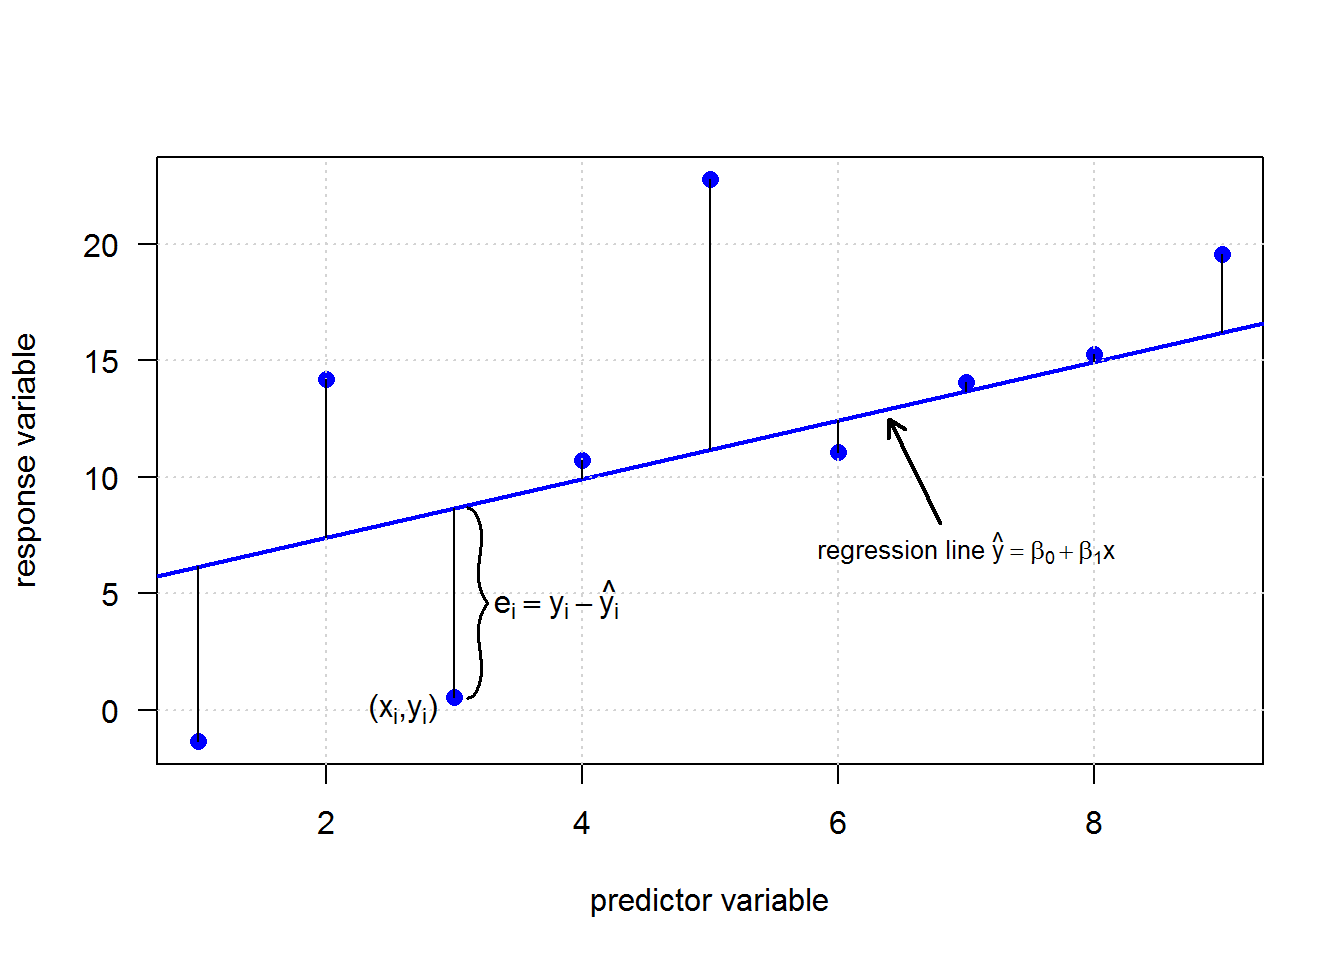 response variable
20
15
10
5
0
regression line ŷ = β₀ + β₁x
eᵢ = yᵢ − ŷᵢ
(xᵢ,yᵢ)
2 4 6 8
predictor variable